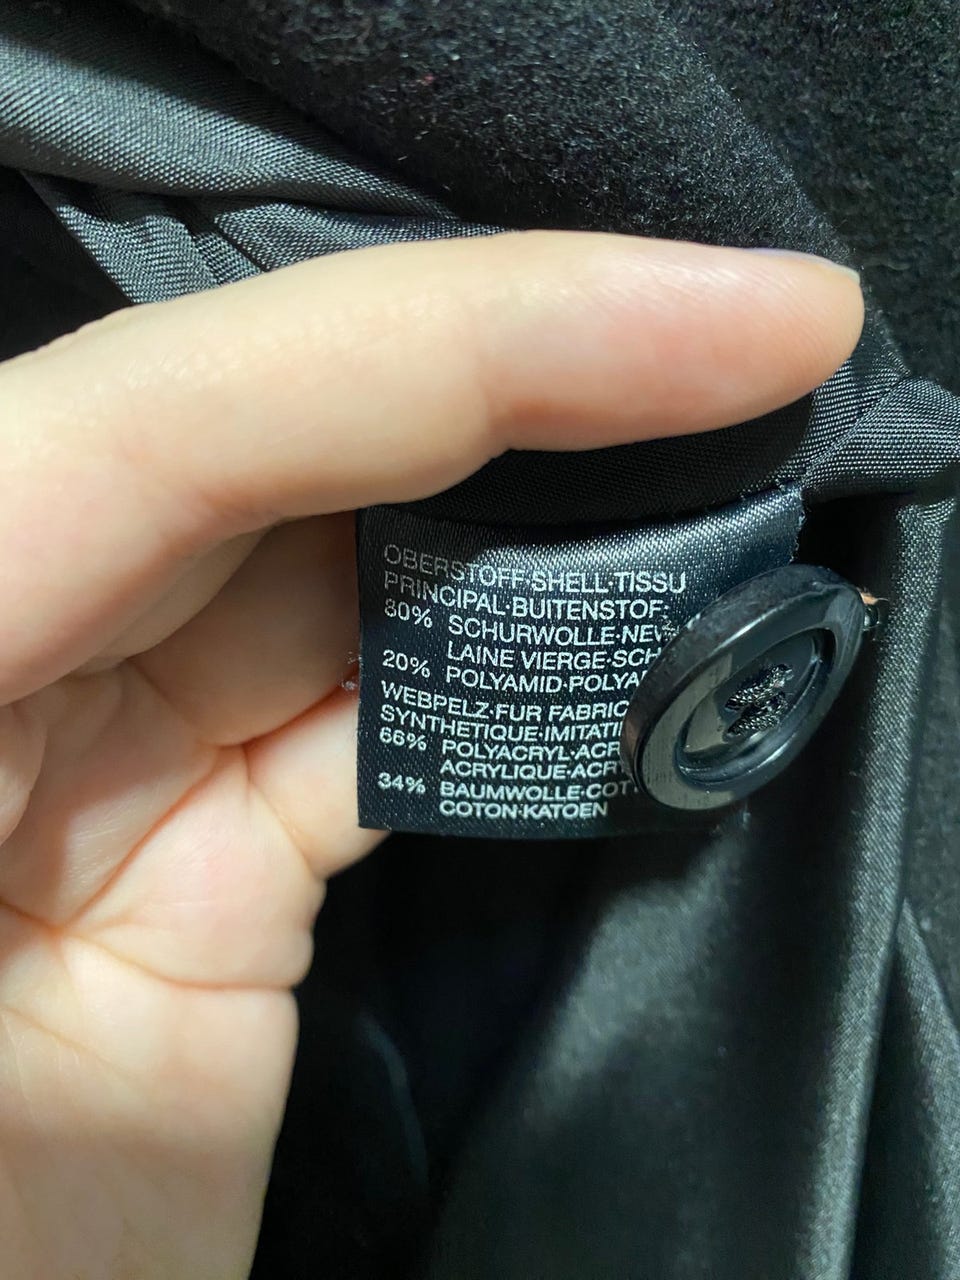 OBERSTOFF·SHELL·TISSU
PRINCIPAL·BUITENSTOF·
80% SCHURWOLLE·NEW
LAINE VIERGE·SCH
20% POLYAMID·POLYA
WEBPELZ·FUR FABRIC
SYNTHETIQUE·IMITATI
66% POLYACRYL·ACR
ACRYLIQUE·ACRY
34% BAUMWOLLE·COTT
COTON·KATOEN